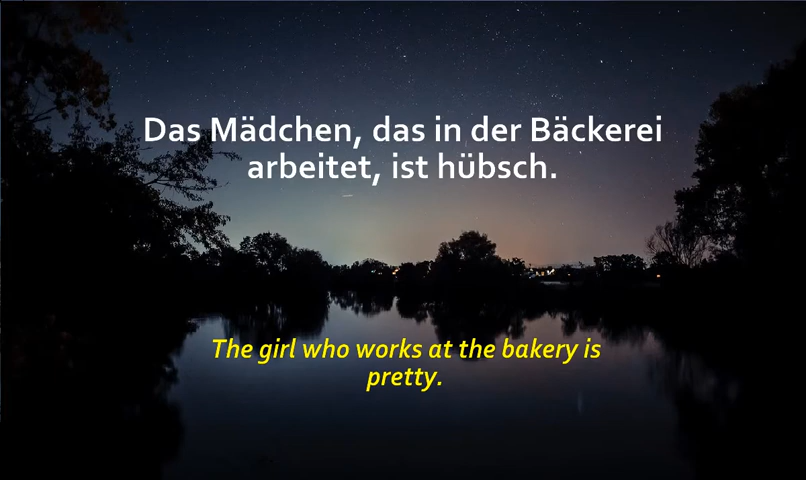 Das Mädchen, das in der Bäckerei
arbeitet, ist hübsch.
The girl who works at the bakery is
pretty.